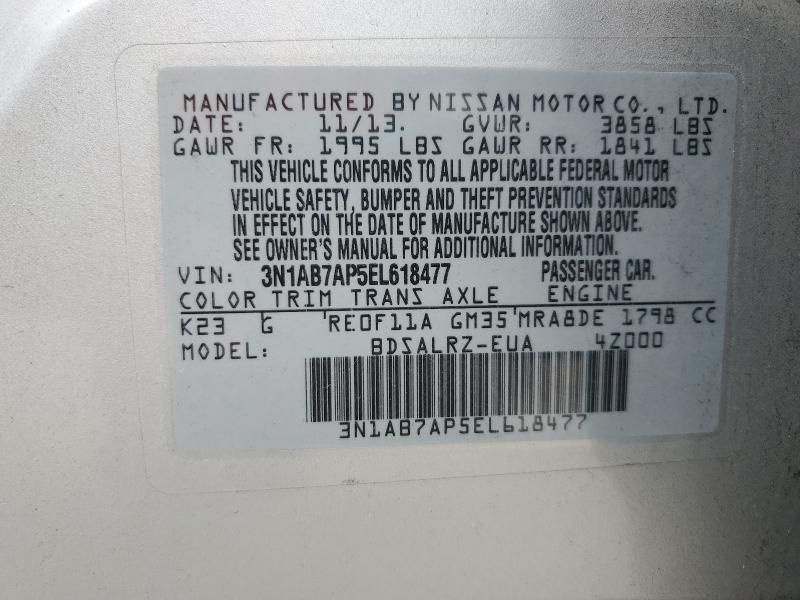 MANUFACTURED BY NISSAN MOTOR CO., LTD.
DATE: 11/13. GVWR: 3858 LBS
GAWR FR: 1995 LBS GAWR RR: 1841 LBS
THIS VEHICLE CONFORMS TO ALL APPLICABLE FEDERAL MOTOR
VEHICLE SAFETY, BUMPER AND THEFT PREVENTION STANDARDS
IN EFFECT ON THE DATE OF MANUFACTURE SHOWN ABOVE.
SEE OWNER'S MANUAL FOR ADDITIONAL INFORMATION.
VIN: 3N1AB7AP5EL618477 PASSENGER CAR.
COLOR TRIM TRANS AXLE ENGINE
K23 G RE0F11A GM35 MRA8DE 1798 CC
MODEL: BDSALRZ-EUA 4Z000
3N1AB7AP5EL618477